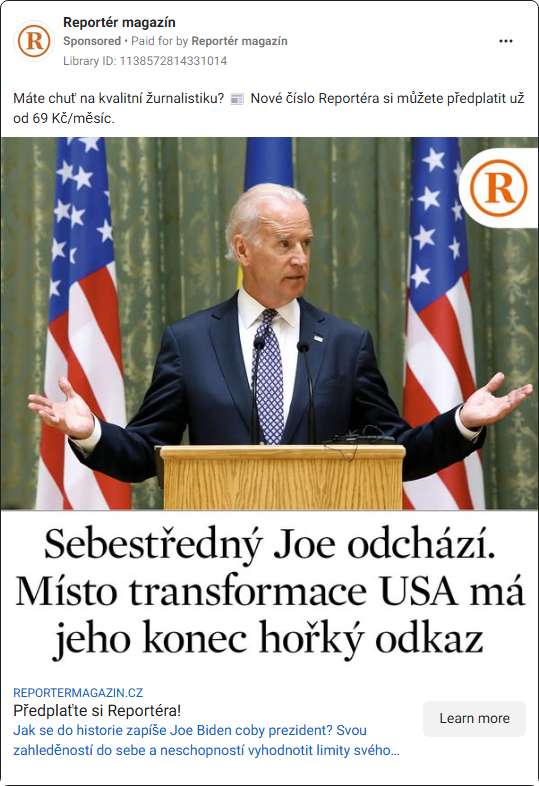 Reportér magazín
Sponsored • Paid for by Reportér magazín
Library ID: 1138572814331014
Máte chuť na kvalitní žurnalistiku? 📰 Nové číslo Reportéra si můžete předplatit už
od 69 Kč/měsíc.
R
R
Sebestředný Joe odchází.
Místo transformace USA má
jeho konec hořký odkaz
REPORTERMAGAZIN.CZ
Předplaťte si Reportéra!
Jak se do historie zapíše Joe Biden coby prezident? Svou
zahleděností do sebe a neschopností vyhodnotit limity svého...
Learn more